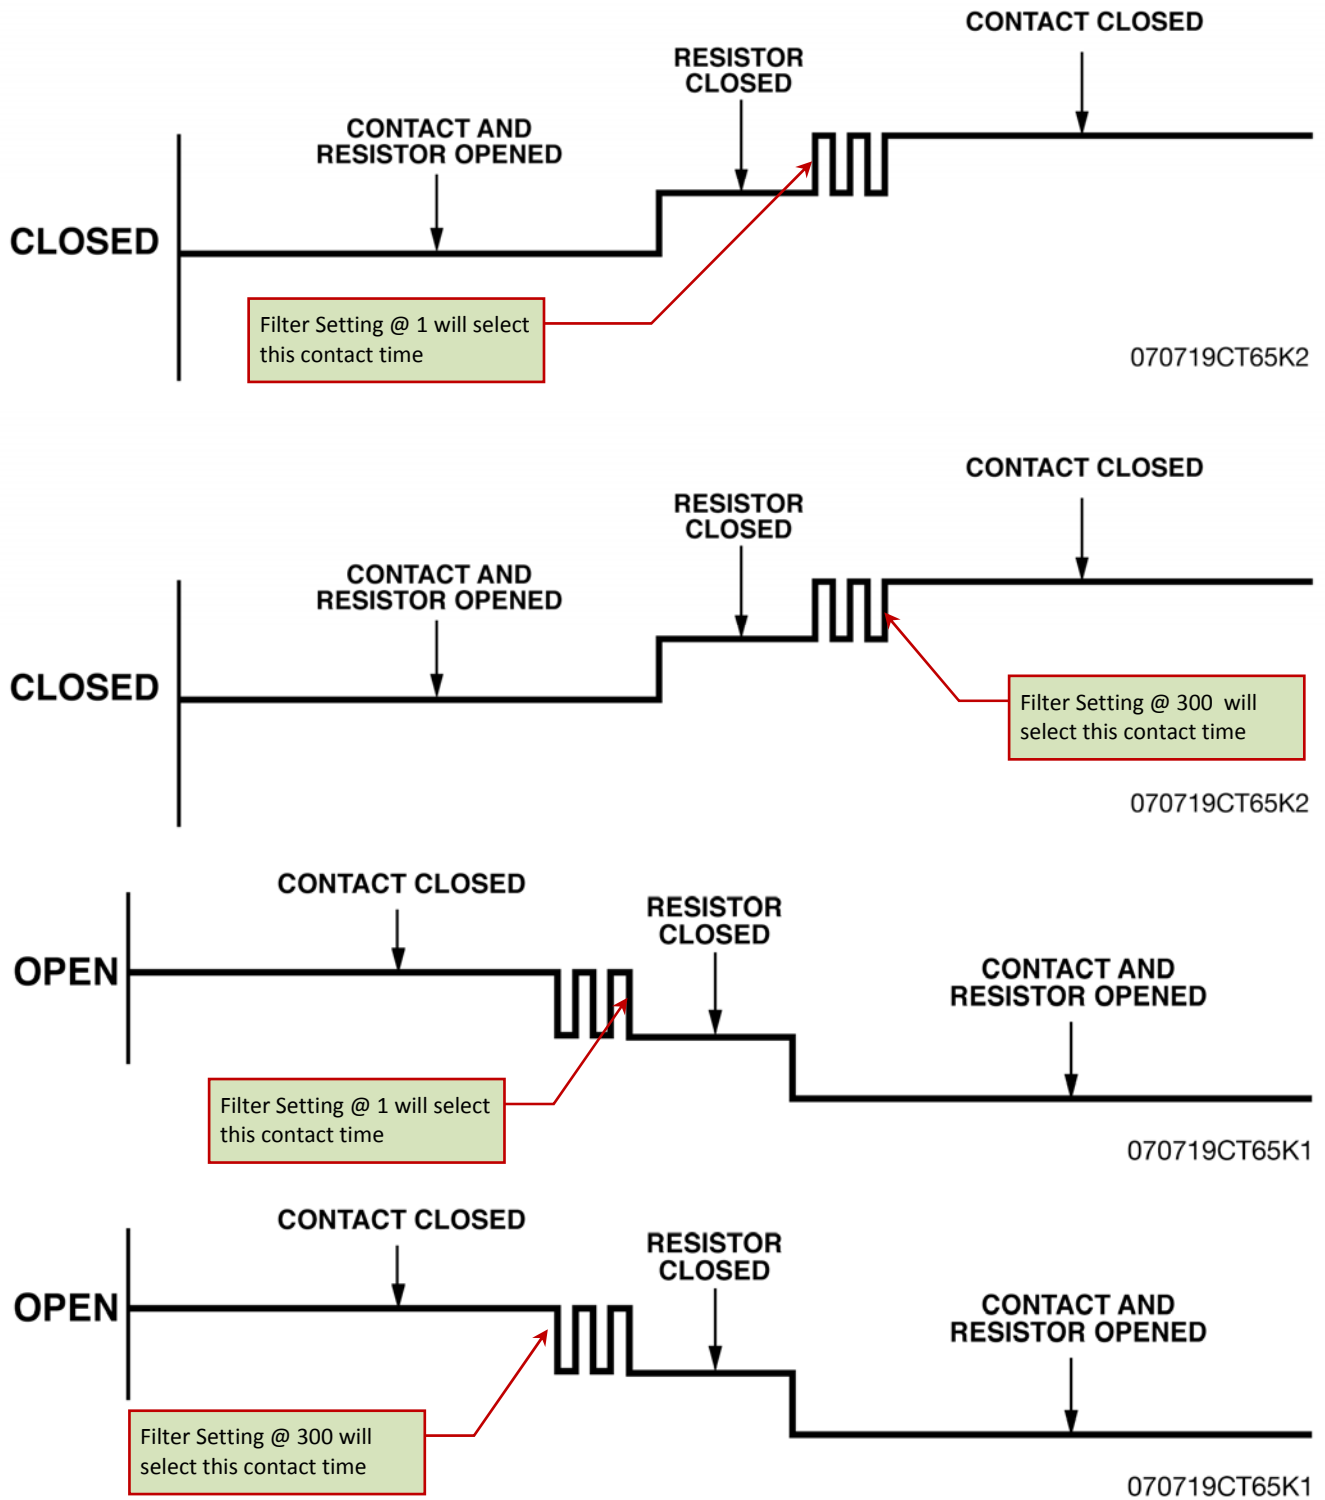 CONTACT CLOSED
RESISTOR
CLOSED
CONTACT AND
RESISTOR OPENED
CLOSED
Filter Setting @ 1 will select
this contact time
070719CT65K2
CONTACT CLOSED
RESISTOR
CLOSED
CONTACT AND
RESISTOR OPENED
CLOSED
Filter Setting @ 300 will
select this contact time
070719CT65K2
CONTACT CLOSED
RESISTOR
CLOSED
OPEN
CONTACT AND
RESISTOR OPENED
Filter Setting @ 1 will select
this contact time
070719CT65K1
CONTACT CLOSED
RESISTOR
CLOSED
OPEN
CONTACT AND
RESISTOR OPENED
Filter Setting @ 300 will
select this contact time
070719CT65K1